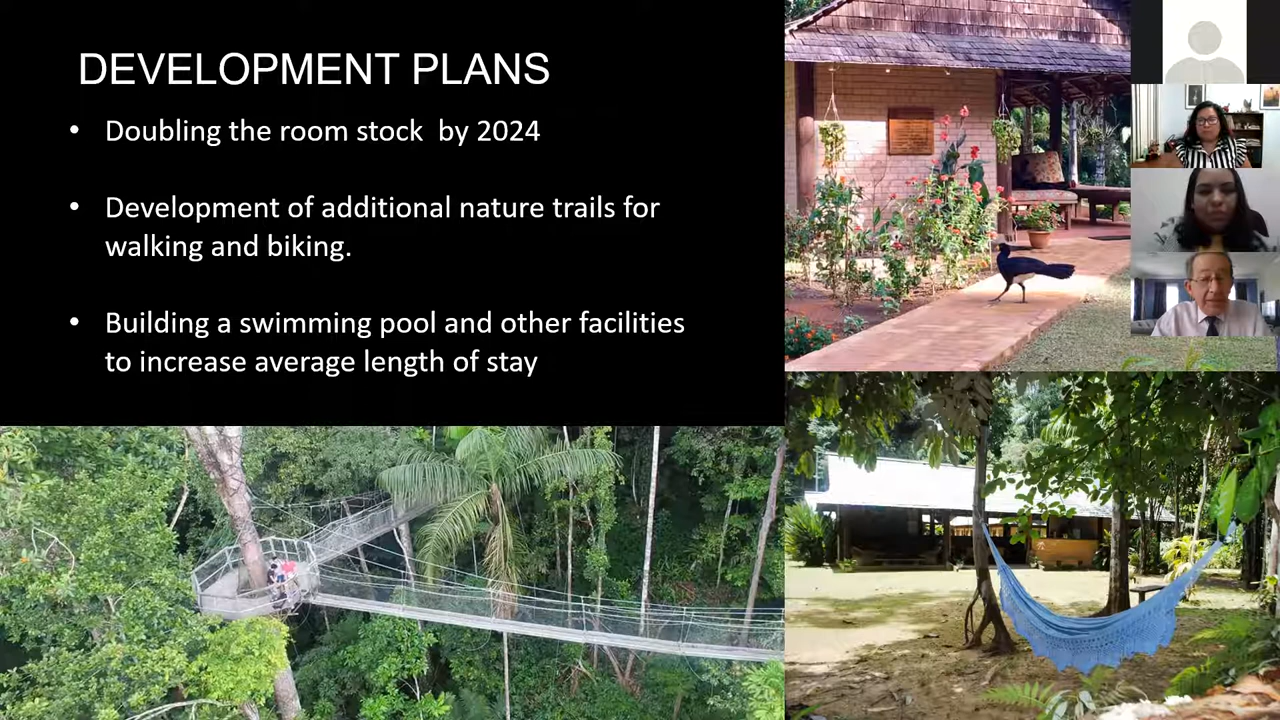 DEVELOPMENT PLANS
• Doubling the room stock by 2024
• Development of additional nature trails for
walking and biking.
• Building a swimming pool and other facilities
to increase average length of stay